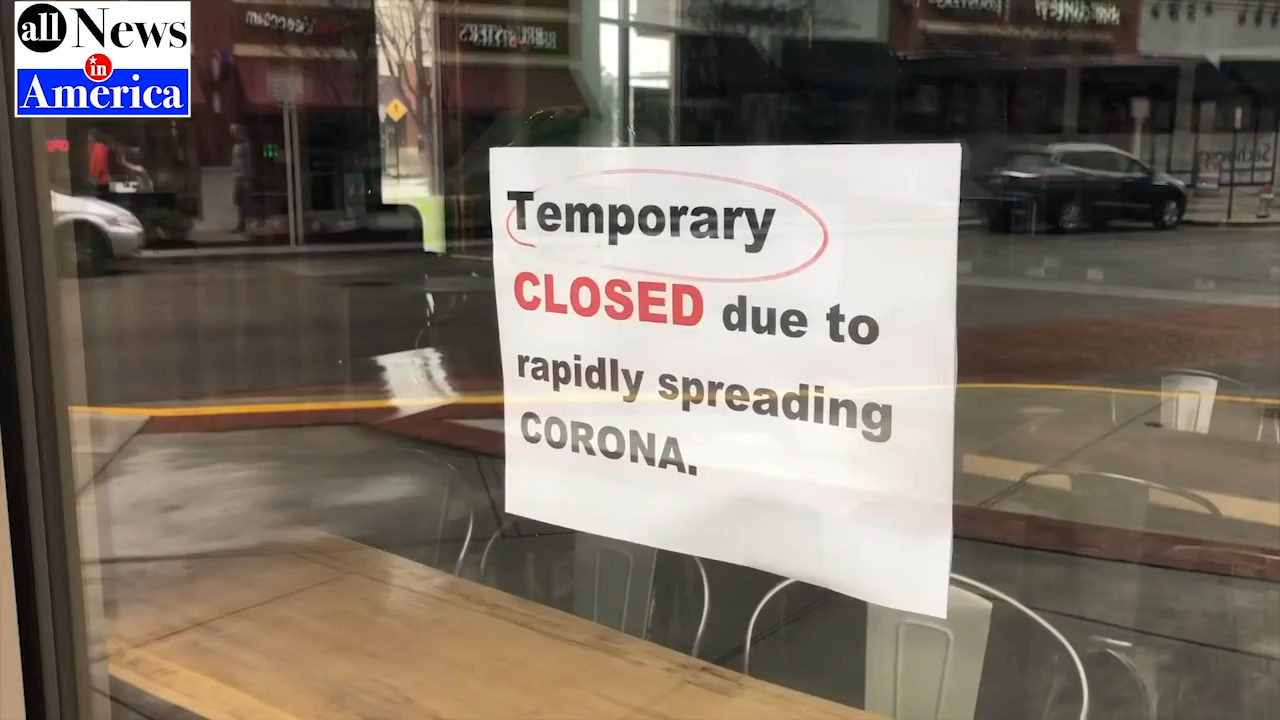 all News
in
America
Temporary
CLOSED due to
rapidly spreading
CORONA.